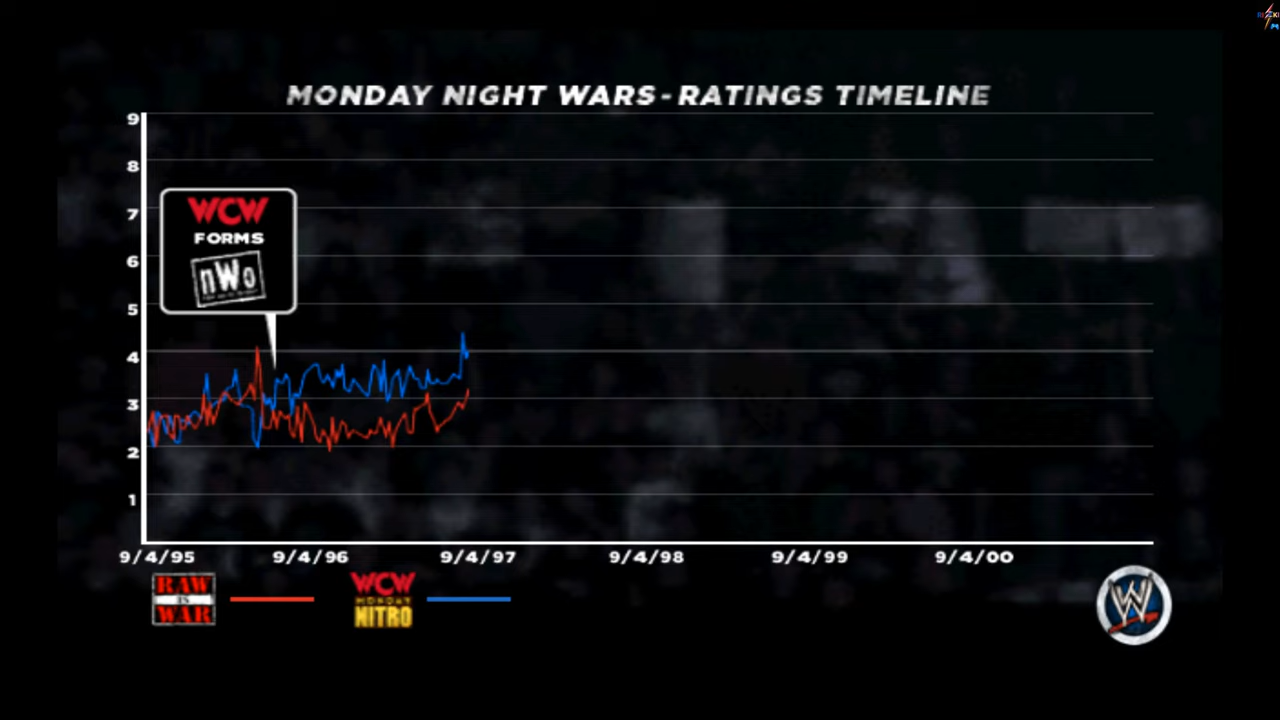 MONDAY NIGHT WARS - RATINGS TIMELINE
9
8
7
6
5
4
3
2
1
WCW
FORMS
nWo
9/4/95 9/4/96 9/4/97 9/4/98 9/4/99 9/4/00
RAW
IS
WAR
WCW
MONDAY
NITRO
W